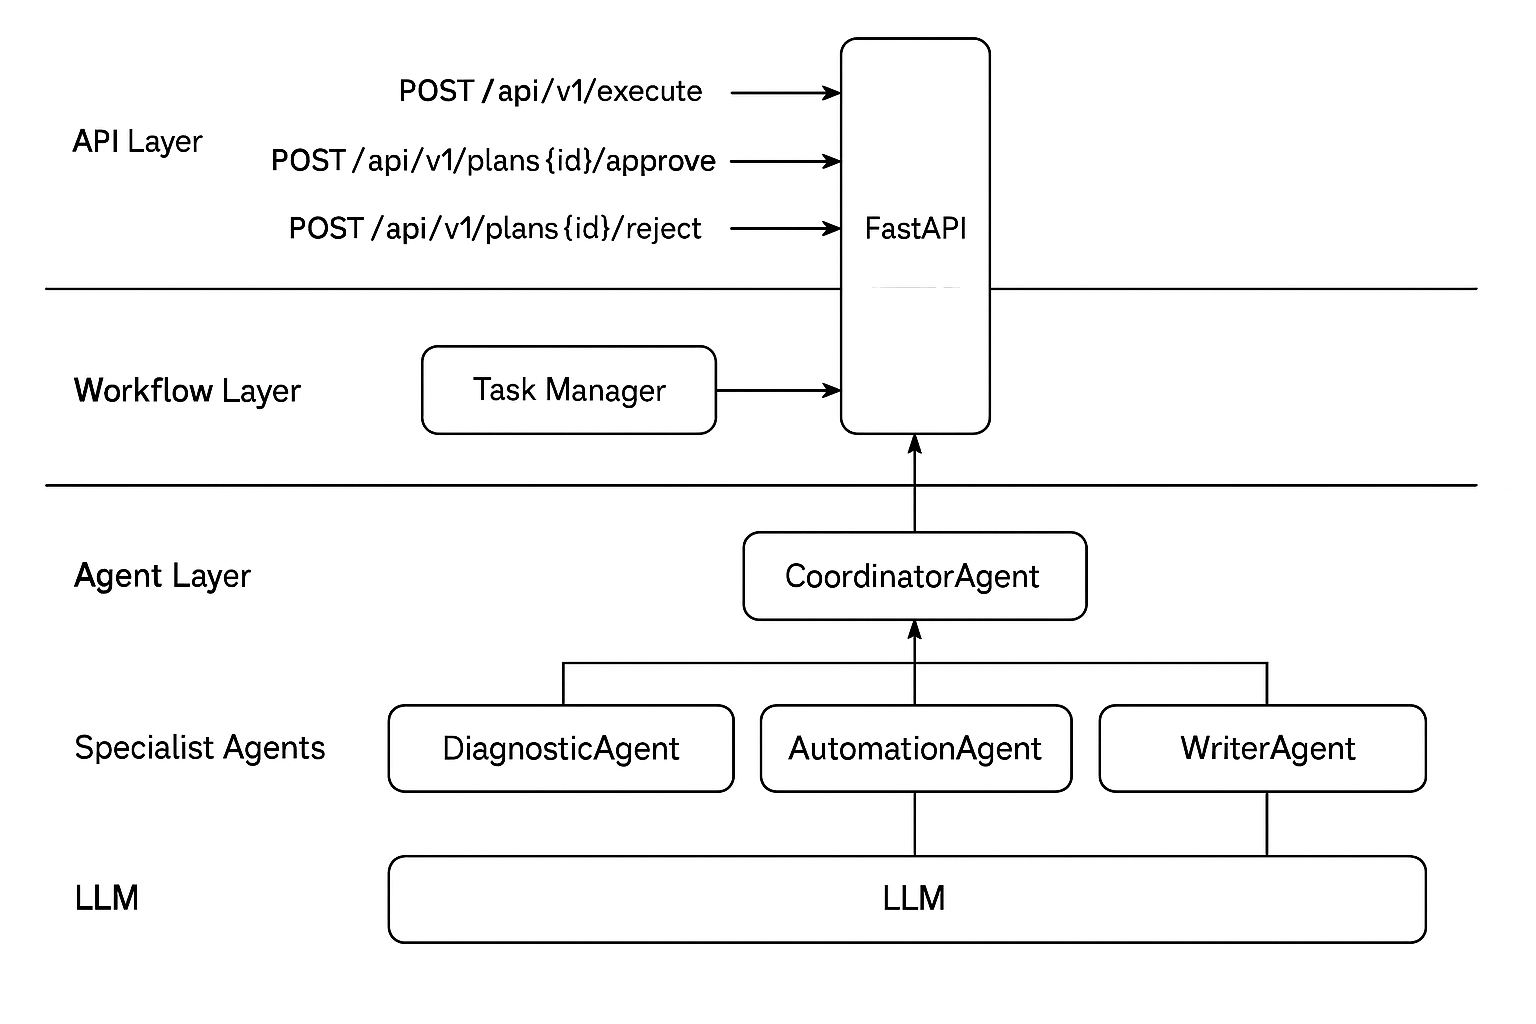 POST /api/v1/execute
API Layer
POST /api/v1/plans{id}/approve
POST /api/v1/plans{id}/reject
FastAPI
Workflow Layer
Task Manager
Agent Layer
CoordinatorAgent
Specialist Agents
DiagnosticAgent
AutomationAgent
WriterAgent
LLM
LLM